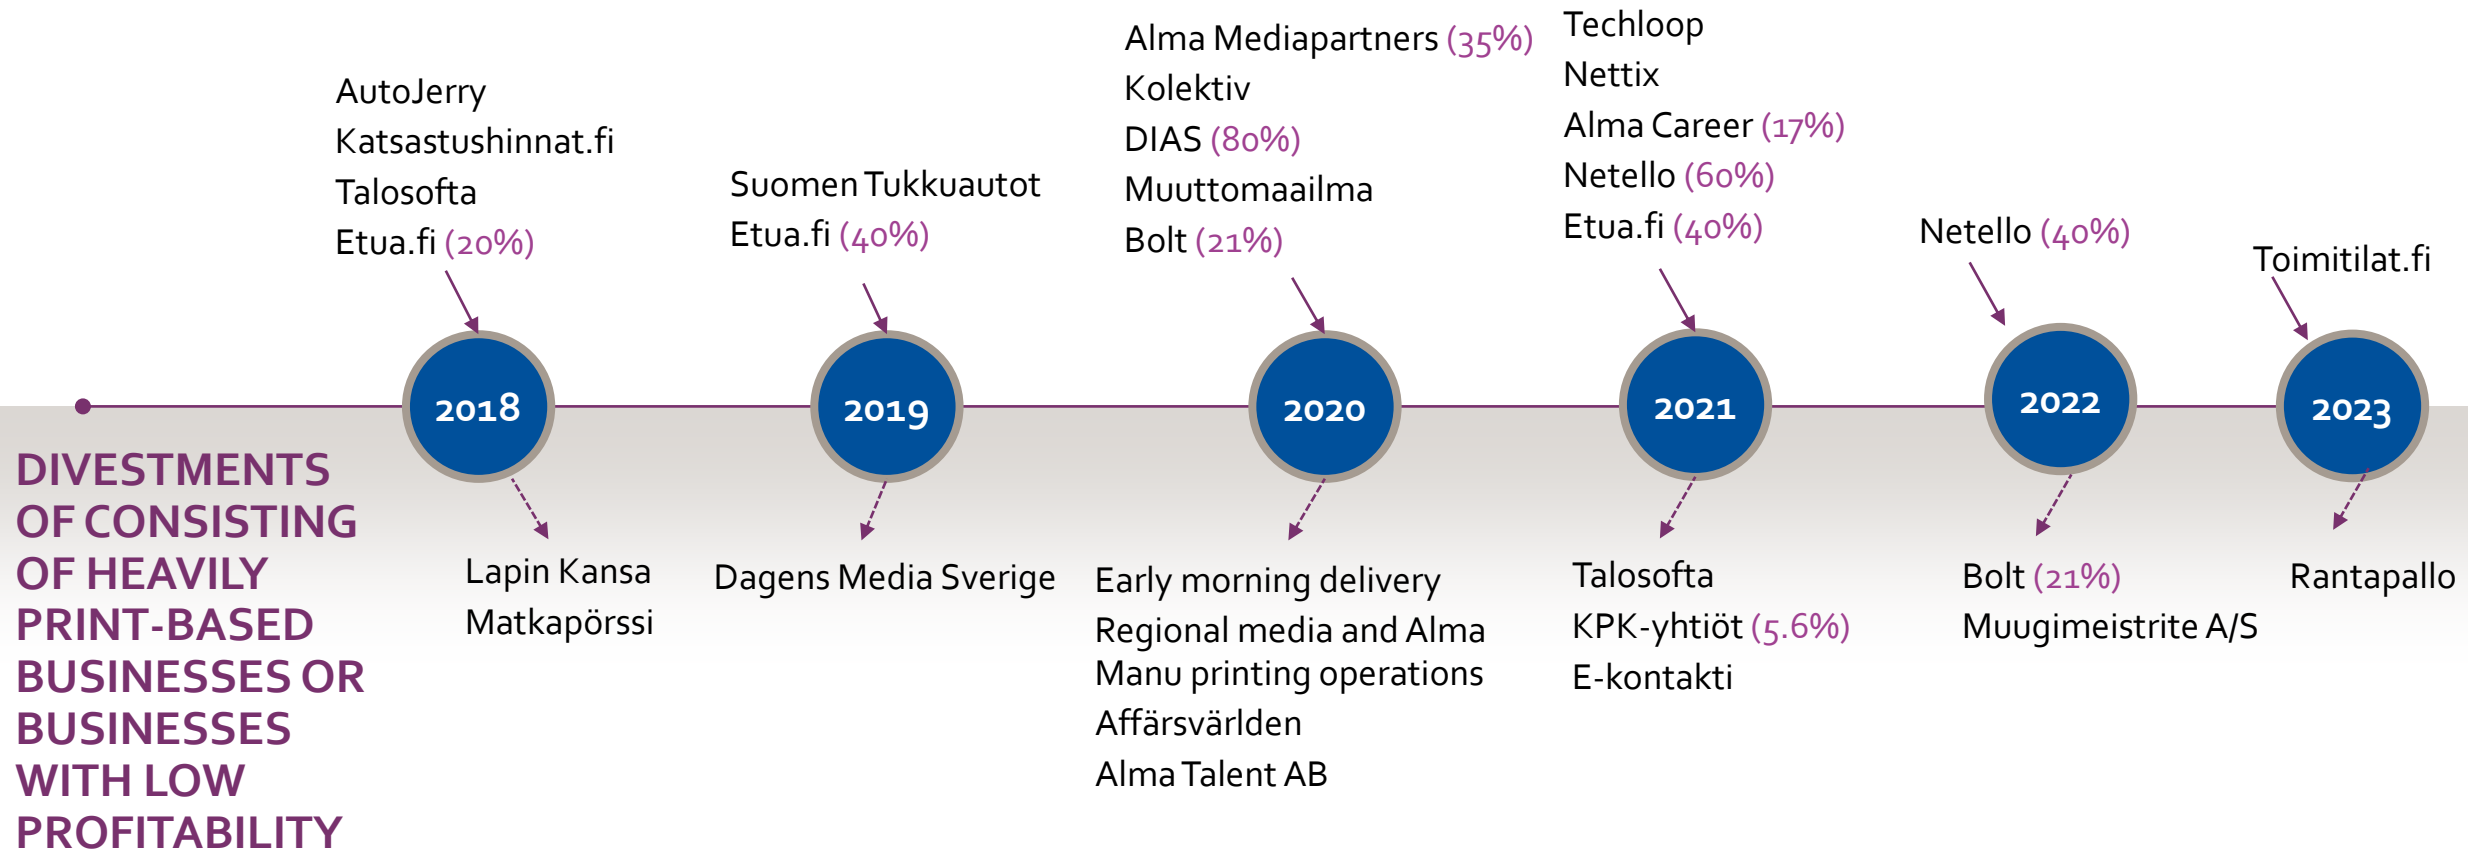 AutoJerry
Katsastushinnat.fi
Talosofta
Etua.fi (20%)
Suomen Tukkuautot
Etua.fi (40%)
Alma Mediapartners (35%)
Kolektiv
DIAS (80%)
Muuttomaailma
Bolt (21%)
Techloop
Nettix
Alma Career (17%)
Netello (60%)
Etua.fi (40%)
Netello (40%)
Toimitilat.fi
2018
2019
2020
2021
2022
2023
DIVESTMENTS
OF CONSISTING
OF HEAVILY
PRINT-BASED
BUSINESSES OR
BUSINESSES
WITH LOW
PROFITABILITY
Lapin Kansa
Matkapörssi
Dagens Media Sverige
Early morning delivery
Regional media and Alma
Manu printing operations
Affärsvärlden
Alma Talent AB
Talosofta
KPK-yhtiöt (5.6%)
E-kontakti
Bolt (21%)
Muugimeistrite A/S
Rantapallo